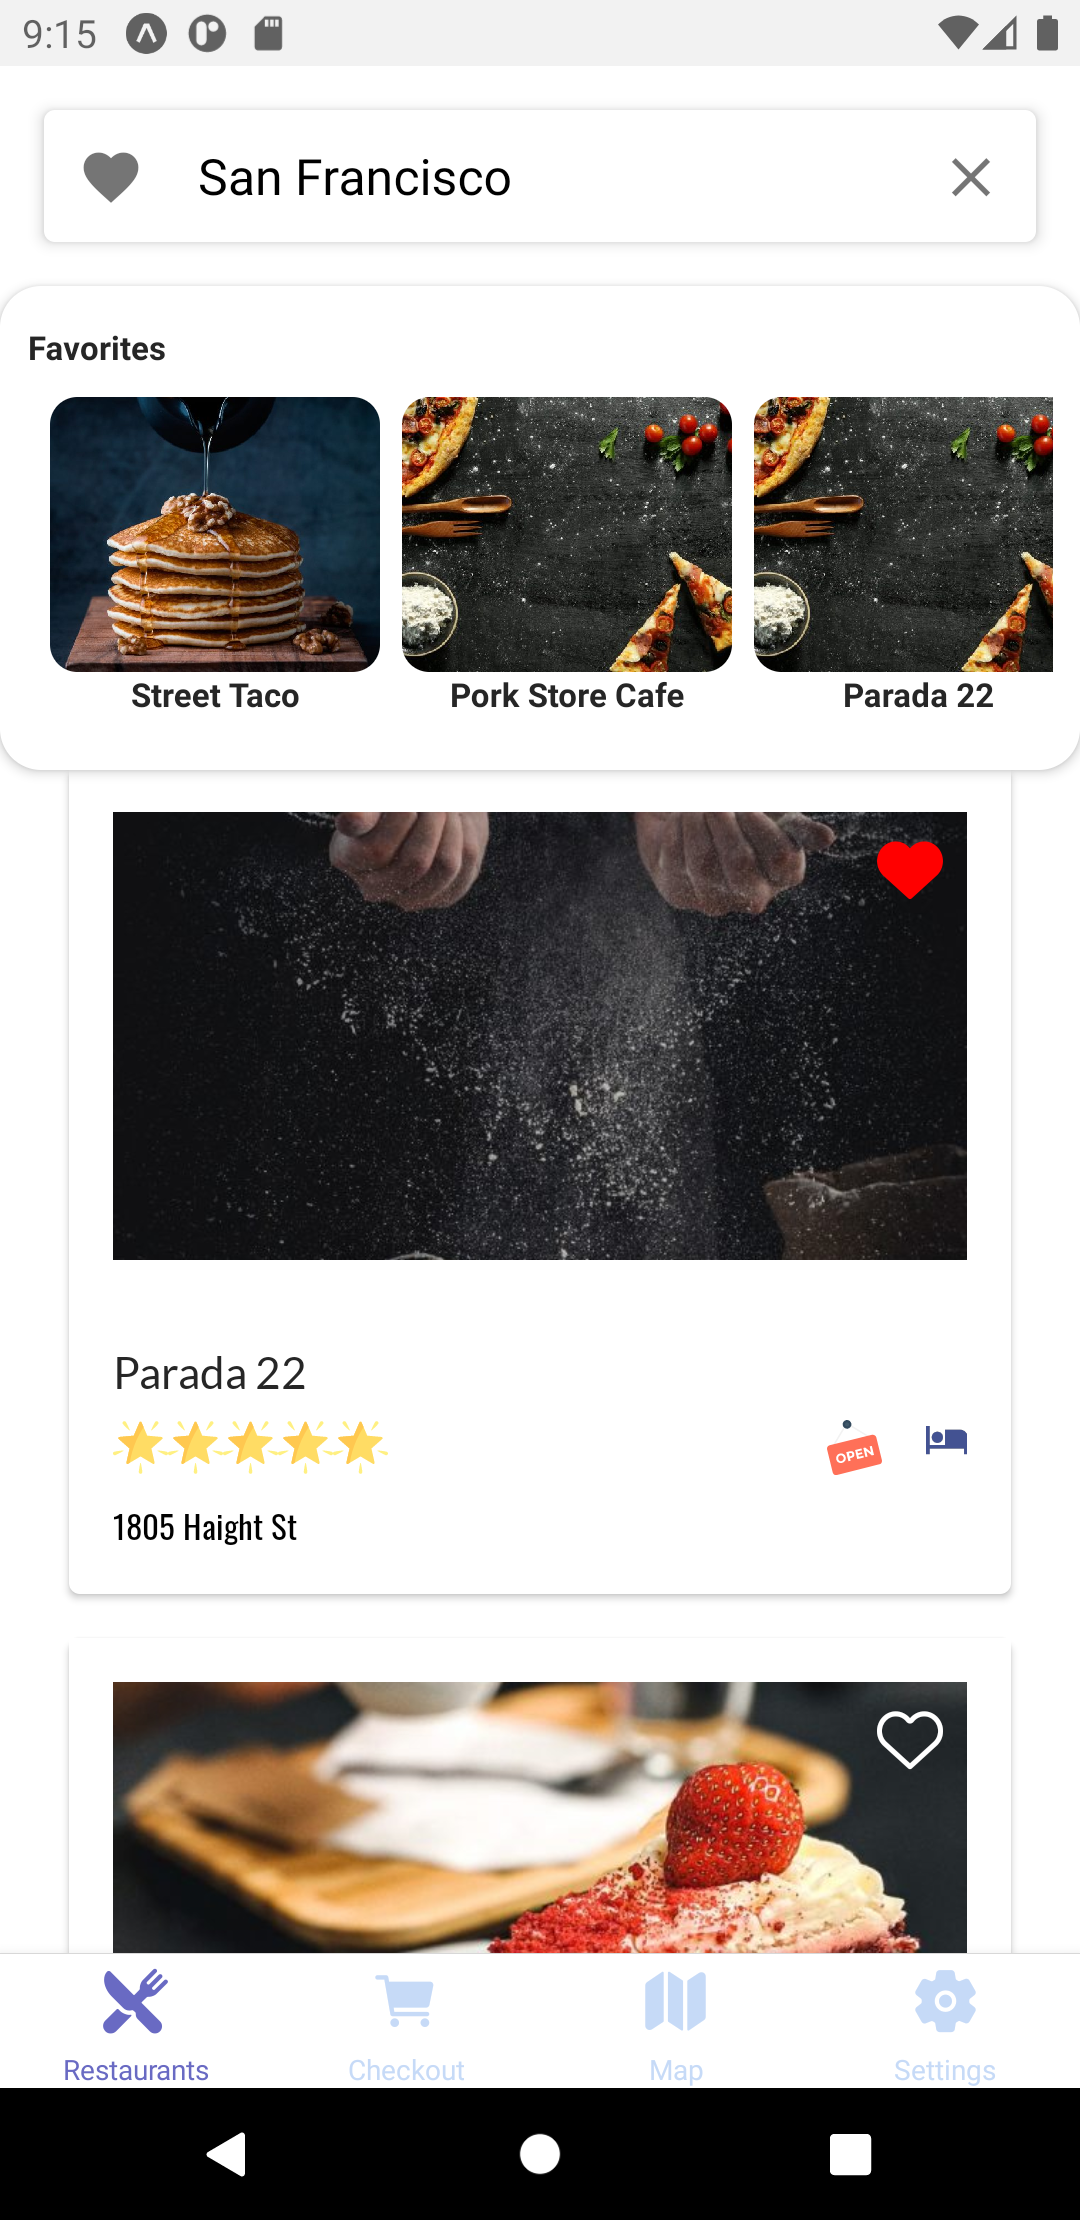 9:15
San Francisco
Favorites
Street Taco
Pork Store Cafe
Parada 22
Parada 22
OPEN
1805 Haight St
Restaurants
Checkout
Map
Settings